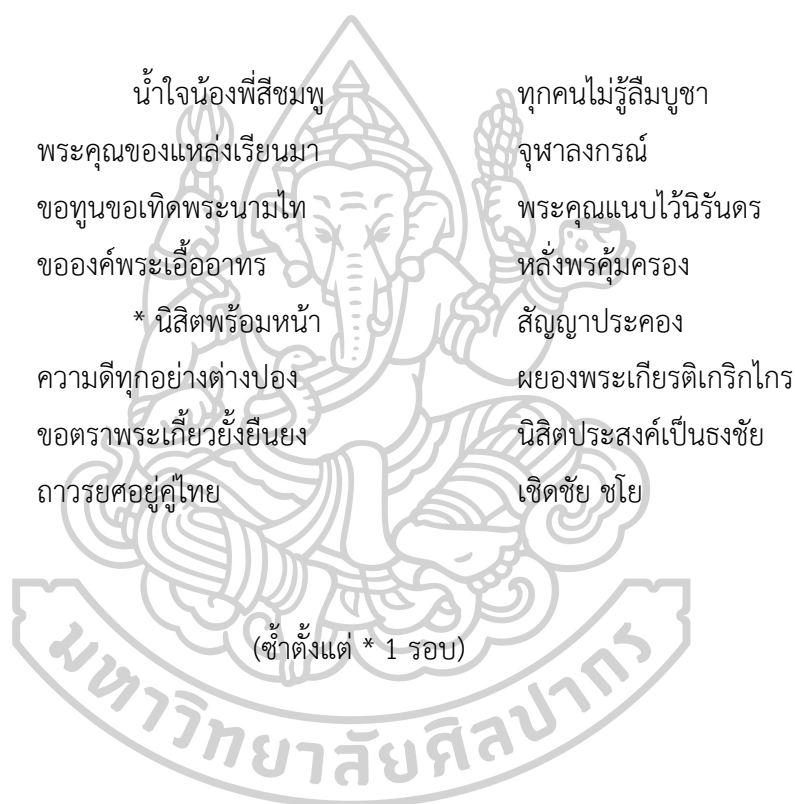 น้ำใจน้องพี่สีชมพู ทุกคนไม่รู้ลืมบูชา
พระคุณของแหล่งเรียนมา จุฬาลงกรณ์
ขอทูนขอเทิดพระนามไท พระคุณแนบไว้นิรันดร
ขอองค์พระเอื้ออาทร หลั่งพรคุ้มครอง
* นิสิตพร้อมหน้า สัญญาประคอง
ความดีทุกอย่างต่างปอง ผยองพระเกียรติเกริกไกร
ขอตราพระเกี้ยวยั้งยืนยง นิสิตประสงค์เป็นธงชัย
ถาวรยศอยู่คู่ไทย เชิดชัย ชโย
(ซ้ำตั้งแต่ * 1 รอบ)
มหาวิทยาลัยศิลปากร